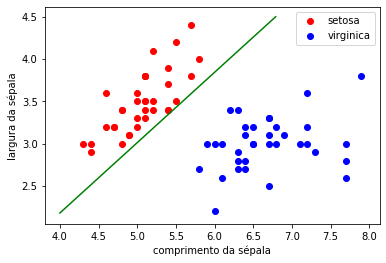 4.5
4.0
3.5
3.0
2.5
largura da sépala
setosa
virginica
4.0 4.5 5.0 5.5 6.0 6.5 7.0 7.5 8.0
comprimento da sépala